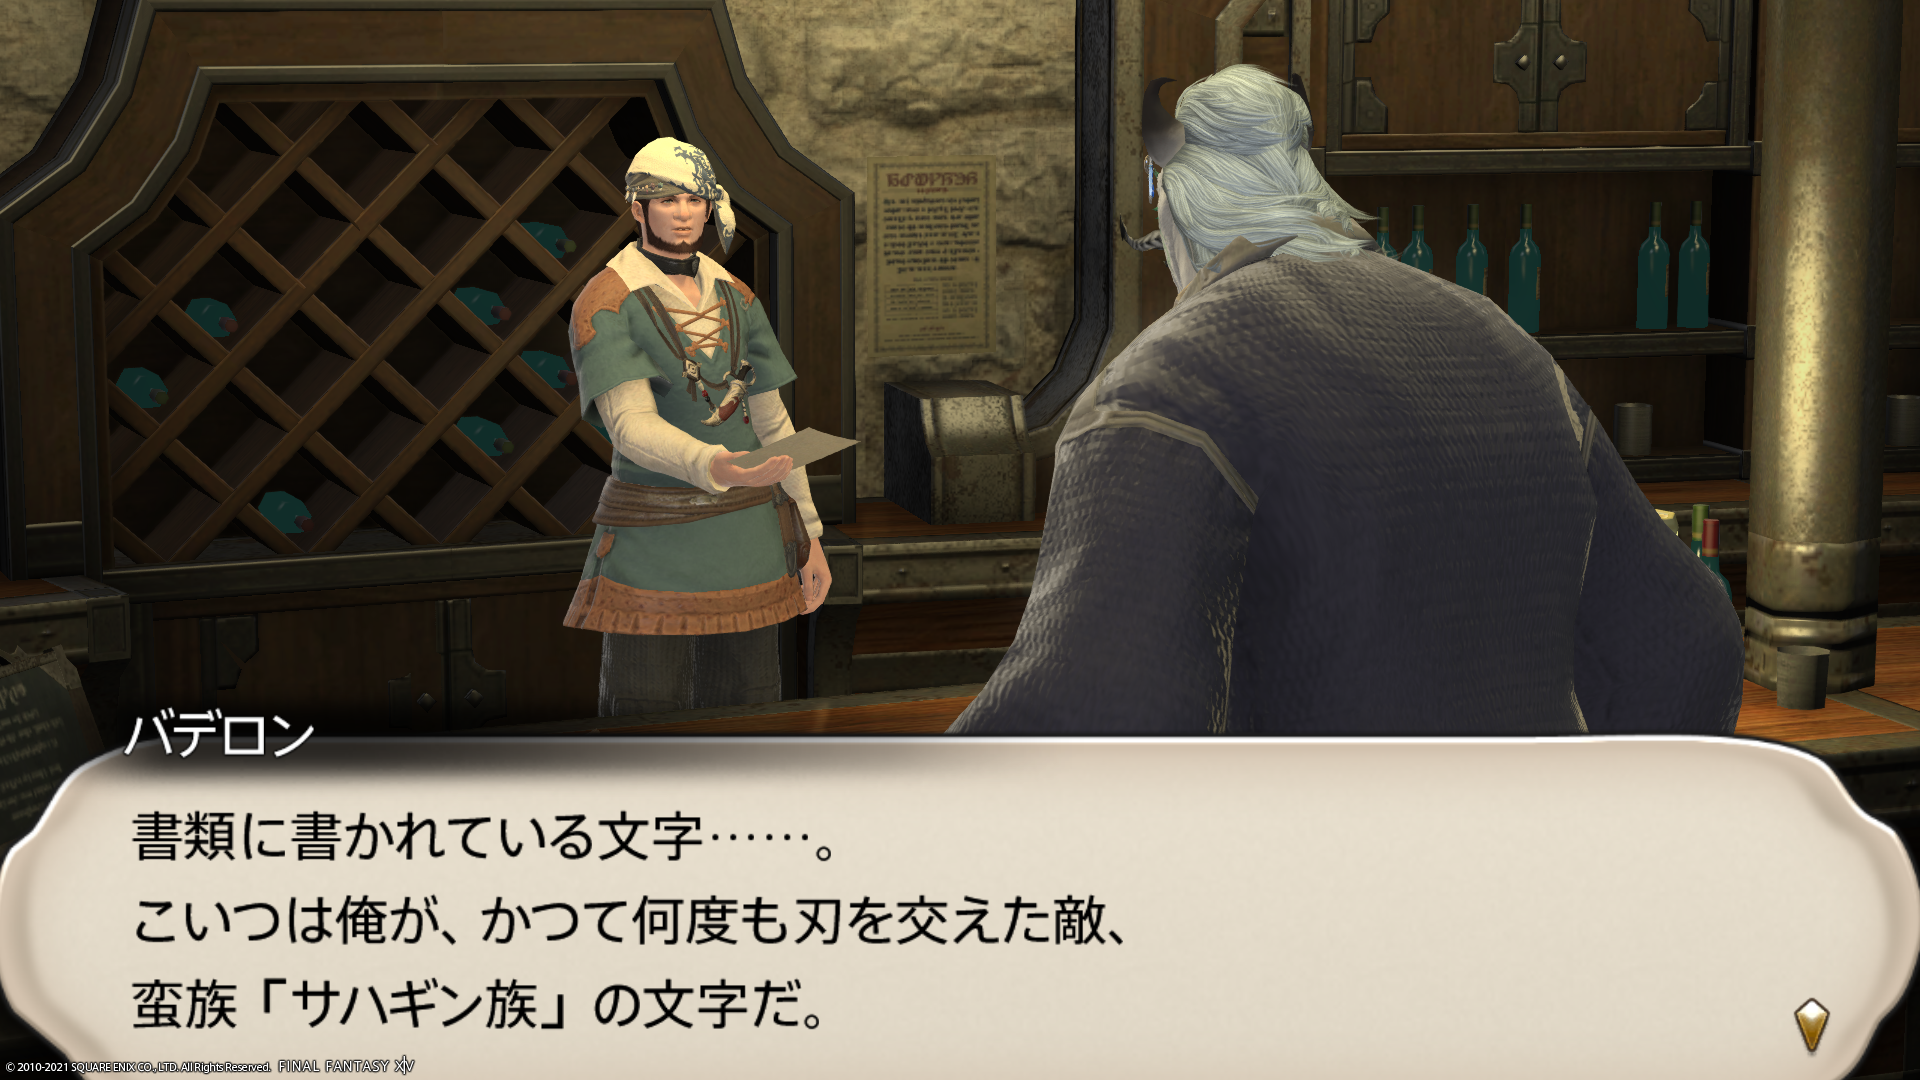 バデロン
書類に書かれている文字……。
こいつは俺が、かつて何度も刃を交えた敵、
蛮族「サハギン族」の文字だ。
© 2010-2021 SQUARE ENIX CO., LTD. All Rights Reserved. FINAL FANTASY XIV